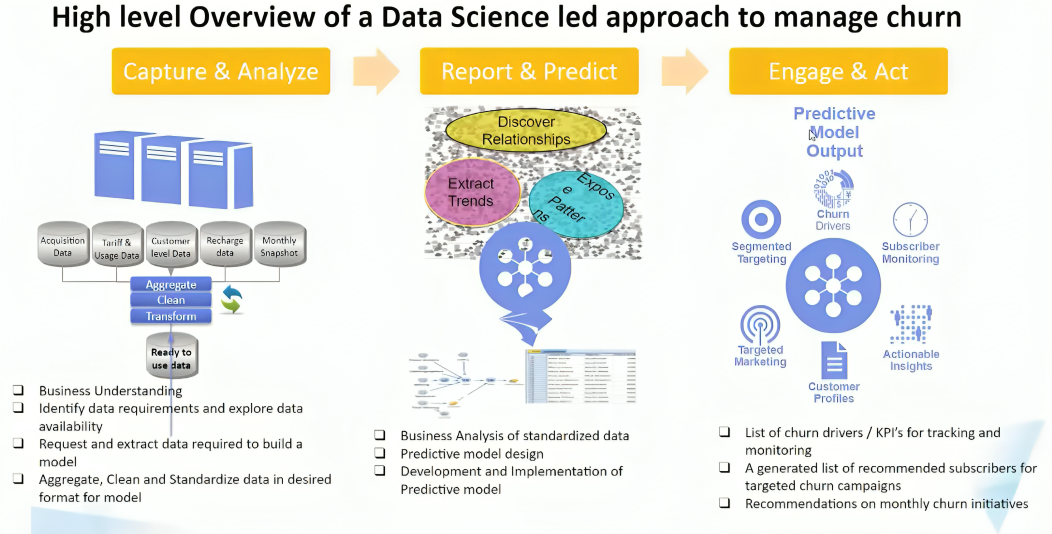 High level Overview of a Data Science led approach to manage churn
Capture & Analyze
Report & Predict
Engage & Act
Acquisition
Data
Tariff &
Usage Data
Customer
level Data
Recharge
data
Monthly
Snapshot
Aggregate
Clean
Transform
Ready to
use data
❑ Business Understanding
❑ Identify data requirements and explore data
availability
❑ Request and extract data required to build a
model
❑ Aggregate, Clean and Standardize data in desired
format for model
Discover
Relationships
Extract
Trends
Expos
e
Patter
ns
❑ Business Analysis of standardized data
❑ Predictive model design
❑ Development and Implementation of
Predictive model
Predictive
Model
Output
Churn
Drivers
Segmented
Targeting
Subscriber
Monitoring
Targeted
Marketing
Actionable
Insights
Customer
Profiles
❑ List of churn drivers / KPI's for tracking and
monitoring
❑ A generated list of recommended subscribers for
targeted churn campaigns
❑ Recommendations on monthly churn initiatives